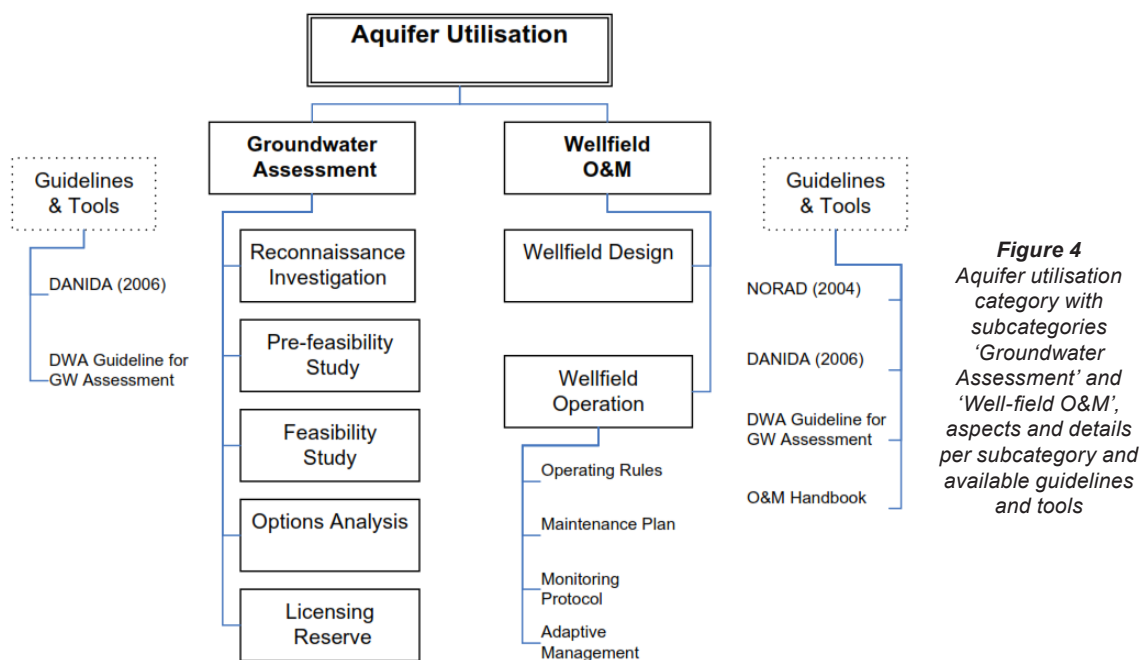 Aquifer Utilisation
Guidelines
& Tools
DANIDA (2006)
DWA Guideline for
GW Assessment
Groundwater
Assessment
Reconnaissance
Investigation
Pre-feasibility
Study
Feasibility
Study
Options Analysis
Licensing
Reserve
Wellfield
O&M
Wellfield Design
Wellfield
Operation
Operating Rules
Maintenance Plan
Monitoring
Protocol
Adaptive
Management
Guidelines
& Tools
NORAD (2004)
DANIDA (2006)
DWA Guideline for
GW Assessment
O&M Handbook
Figure 4
Aquifer utilisation
category with
subcategories
‘Groundwater
Assessment’ and
‘Well-field O&M’,
aspects and details
per subcategory and
available guidelines
and tools